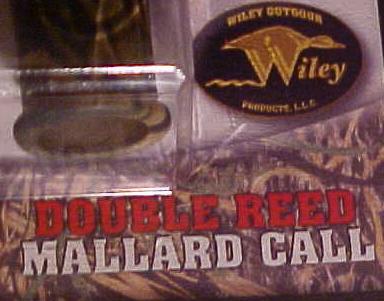 WILEY OUTDOOR
Wiley
PRODUCTS, L.L.C.
DOUBLE REED
MALLARD CALL